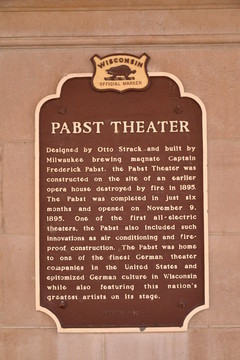 WISCONSIN
OFFICIAL MARKER
PABST THEATER
Designed by Otto Strack and built by
Milwaukee brewing magnate Captain
Frederick Pabst, the Pabst Theater was
constructed on the site of an earlier
opera house destroyed by fire in 1895.
The Pabst was completed in just six
months and opened on November 9,
1895. One of the first all-electric
theaters, the Pabst also included such
innovations as air conditioning and fire-
proof construction. The Pabst was home
to one of the finest German theater
companies in the United States and
epitomized German culture in Wisconsin
while also featuring this nation's
greatest artists on its stage.